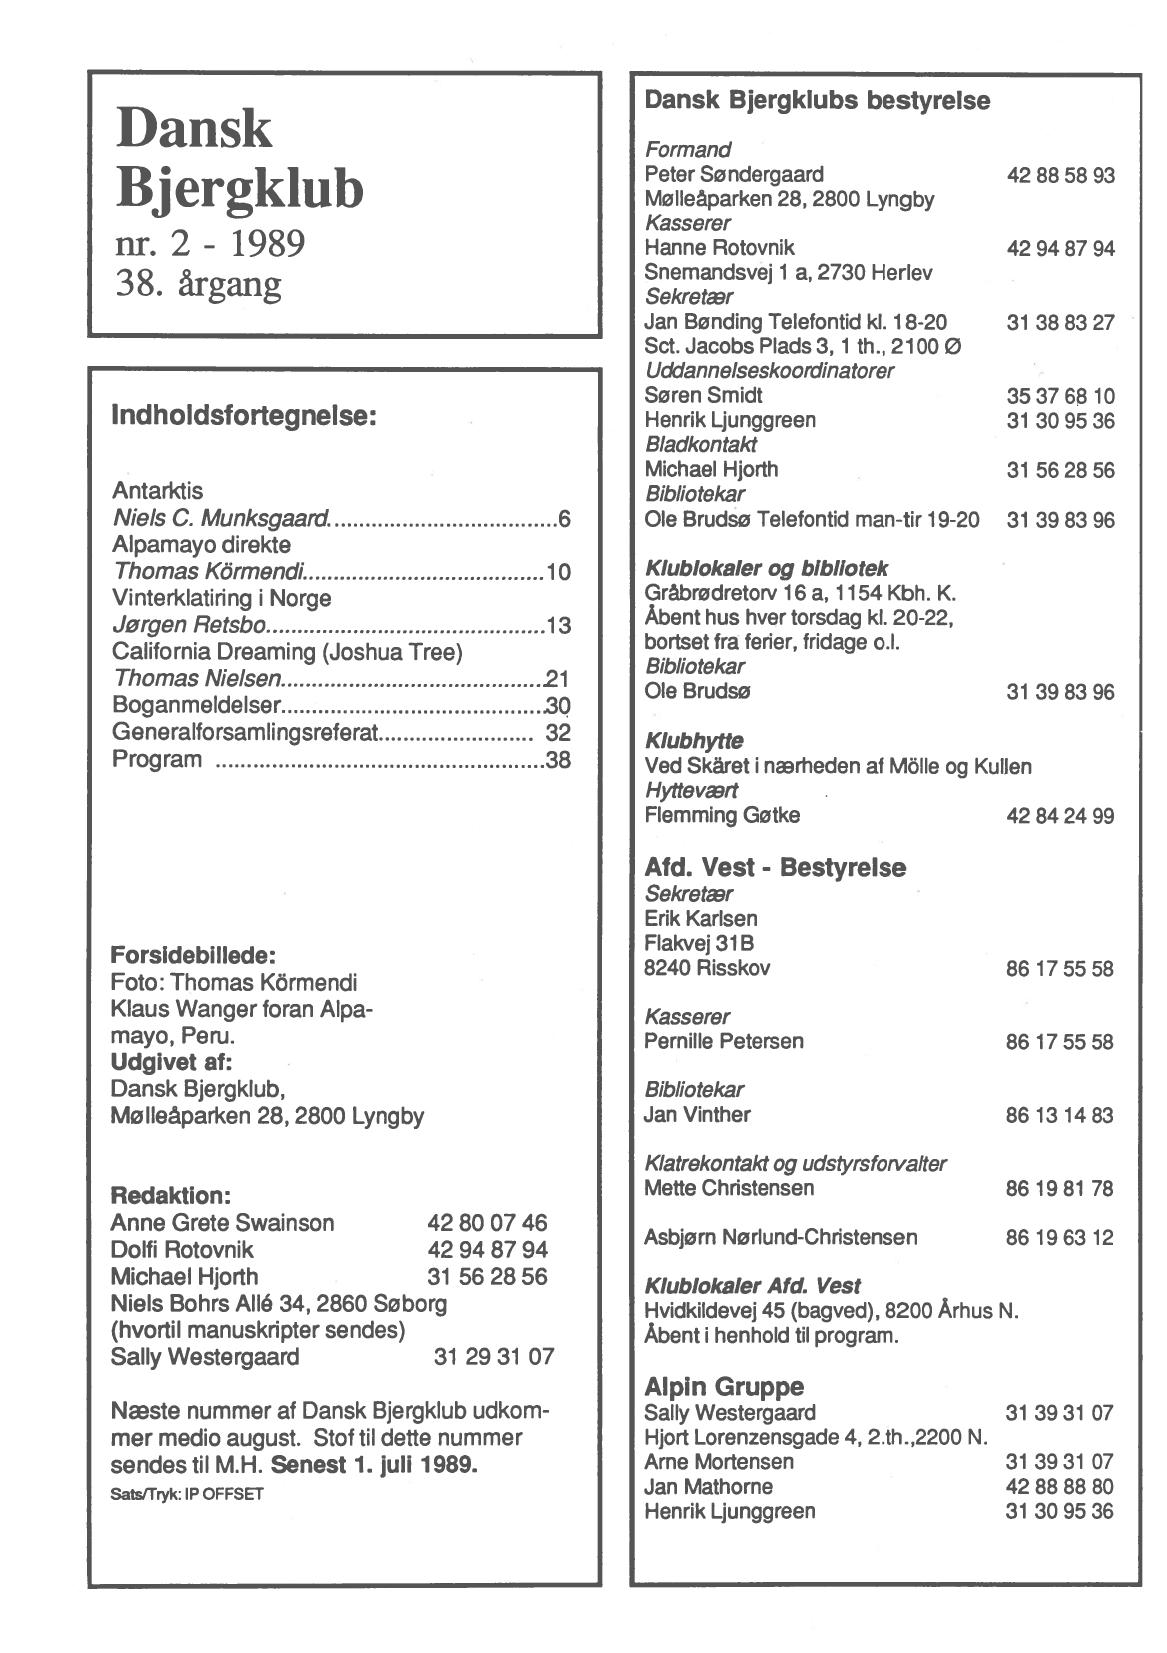 Dansk
Bjergklub
nr. 2 - 1989
38. årgang
Indholdsfortegnelse:
Antarktis
Niels C. Munksgaard.....................................6
Alpamayo direkte
Thomas Körmendi.......................................10
Vinterklatring i Norge
Jørgen Retsbo.............................................13
California Dreaming (Joshua Tree)
Thomas Nielsen..........................................21
Boganmeldelser..........................................30
Generalforsamlingsreferat......................... 32
Program .....................................................38
Forsidebillede:
Foto: Thomas Körmendi
Klaus Wanger foran Alpa-
mayo, Peru.
Udgivet af:
Dansk Bjergklub,
Mølleåparken 28, 2800 Lyngby
Redaktion:
Anne Grete Swainson 42 80 07 46
Dolfi Rotovnik 42 94 87 94
Michael Hjorth 31 56 28 56
Niels Bohrs Allé 34, 2860 Søborg
(hvortil manuskripter sendes)
Sally Westergaard 31 29 31 07
Næste nummer af Dansk Bjergklub udkom-
mer medio august. Stof til dette nummer
sendes til M.H. Senest 1. juli 1989.
Sats/Tryk: IP OFFSET
Dansk Bjergklubs bestyrelse
Formand
Peter Søndergaard 42 88 58 93
Mølleåparken 28, 2800 Lyngby
Kasserer
Hanne Rotovnik 42 94 87 94
Snemandsvej 1 a, 2730 Herlev
Sekretær
Jan Bønding Telefontid kl. 18-20 31 38 83 27
Sct. Jacobs Plads 3, 1 th., 2100 Ø
Uddannelseskoordinatorer
Søren Smidt 35 37 68 10
Henrik Ljunggreen 31 30 95 36
Bladkontakt
Michael Hjorth 31 56 28 56
Bibliotekar
Ole Brudsø Telefontid man-tir 19-20 31 39 83 96
Klublokaler og bibliotek
Gråbrødretorv 16 a, 1154 Kbh. K.
Åbent hus hver torsdag kl. 20-22,
bortset fra ferier, fridage o.l.
Bibliotekar
Ole Brudsø 31 39 83 96
Klubhytte
Ved Skäret i nærheden af Mölle og Kullen
Hyttevært
Flemming Gøtke 42 84 24 99
Afd. Vest - Bestyrelse
Sekretær
Erik Karlsen
Flakvej 31B
8240 Risskov 86 17 55 58
Kasserer
Pernille Petersen 86 17 55 58
Bibliotekar
Jan Vinther 86 13 14 83
Klatrekontakt og udstyrsforvalter
Mette Christensen 86 19 81 78
Asbjørn Nørlund-Christensen 86 19 63 12
Klublokaler Afd. Vest
Hvidkildevej 45 (bagved), 8200 Århus N.
Åbent i henhold til program.
Alpin Gruppe
Sally Westergaard 31 39 31 07
Hjort Lorenzensgade 4, 2.th.,2200 N.
Arne Mortensen 31 39 31 07
Jan Mathorne 42 88 88 80
Henrik Ljunggreen 31 30 95 36